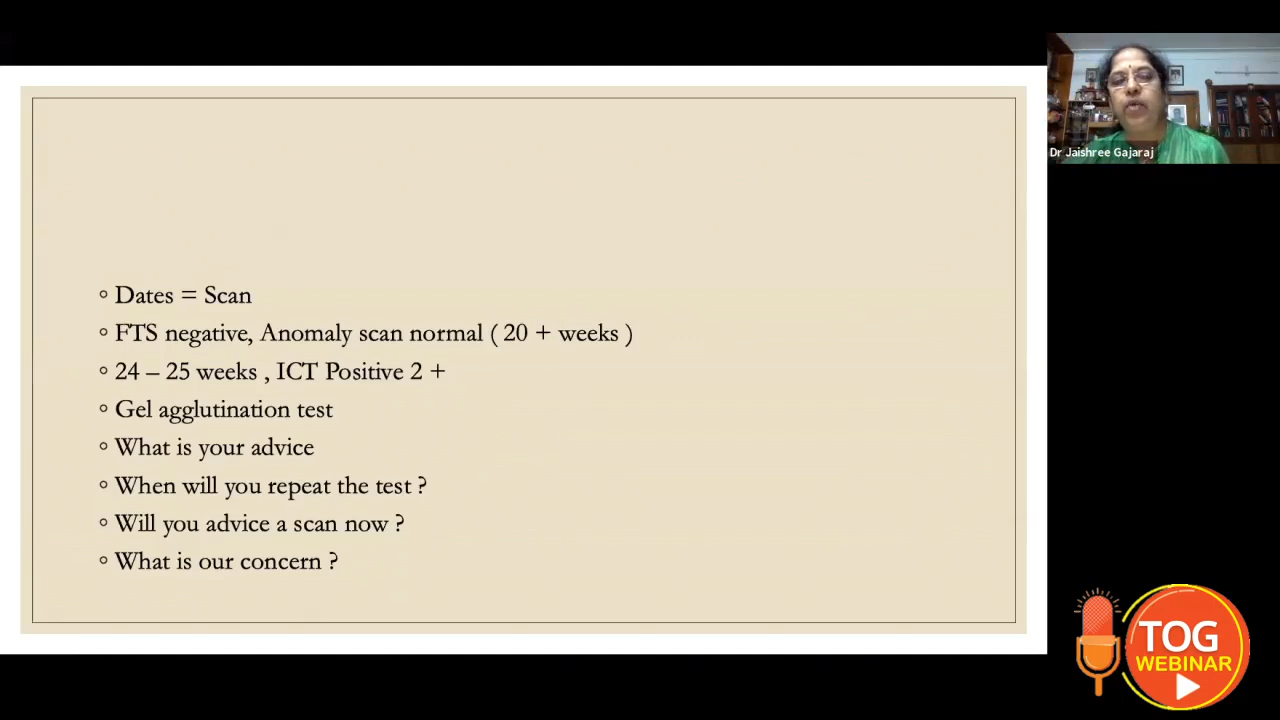 Dr Jaishree Gajaraj
◦ Dates = Scan
◦ FTS negative, Anomaly scan normal ( 20 + weeks )
◦ 24 – 25 weeks , ICT Positive 2 +
◦ Gel agglutination test
◦ What is your advice
◦ When will you repeat the test ?
◦ Will you advice a scan now ?
◦ What is our concern ?
TOG
WEBINAR